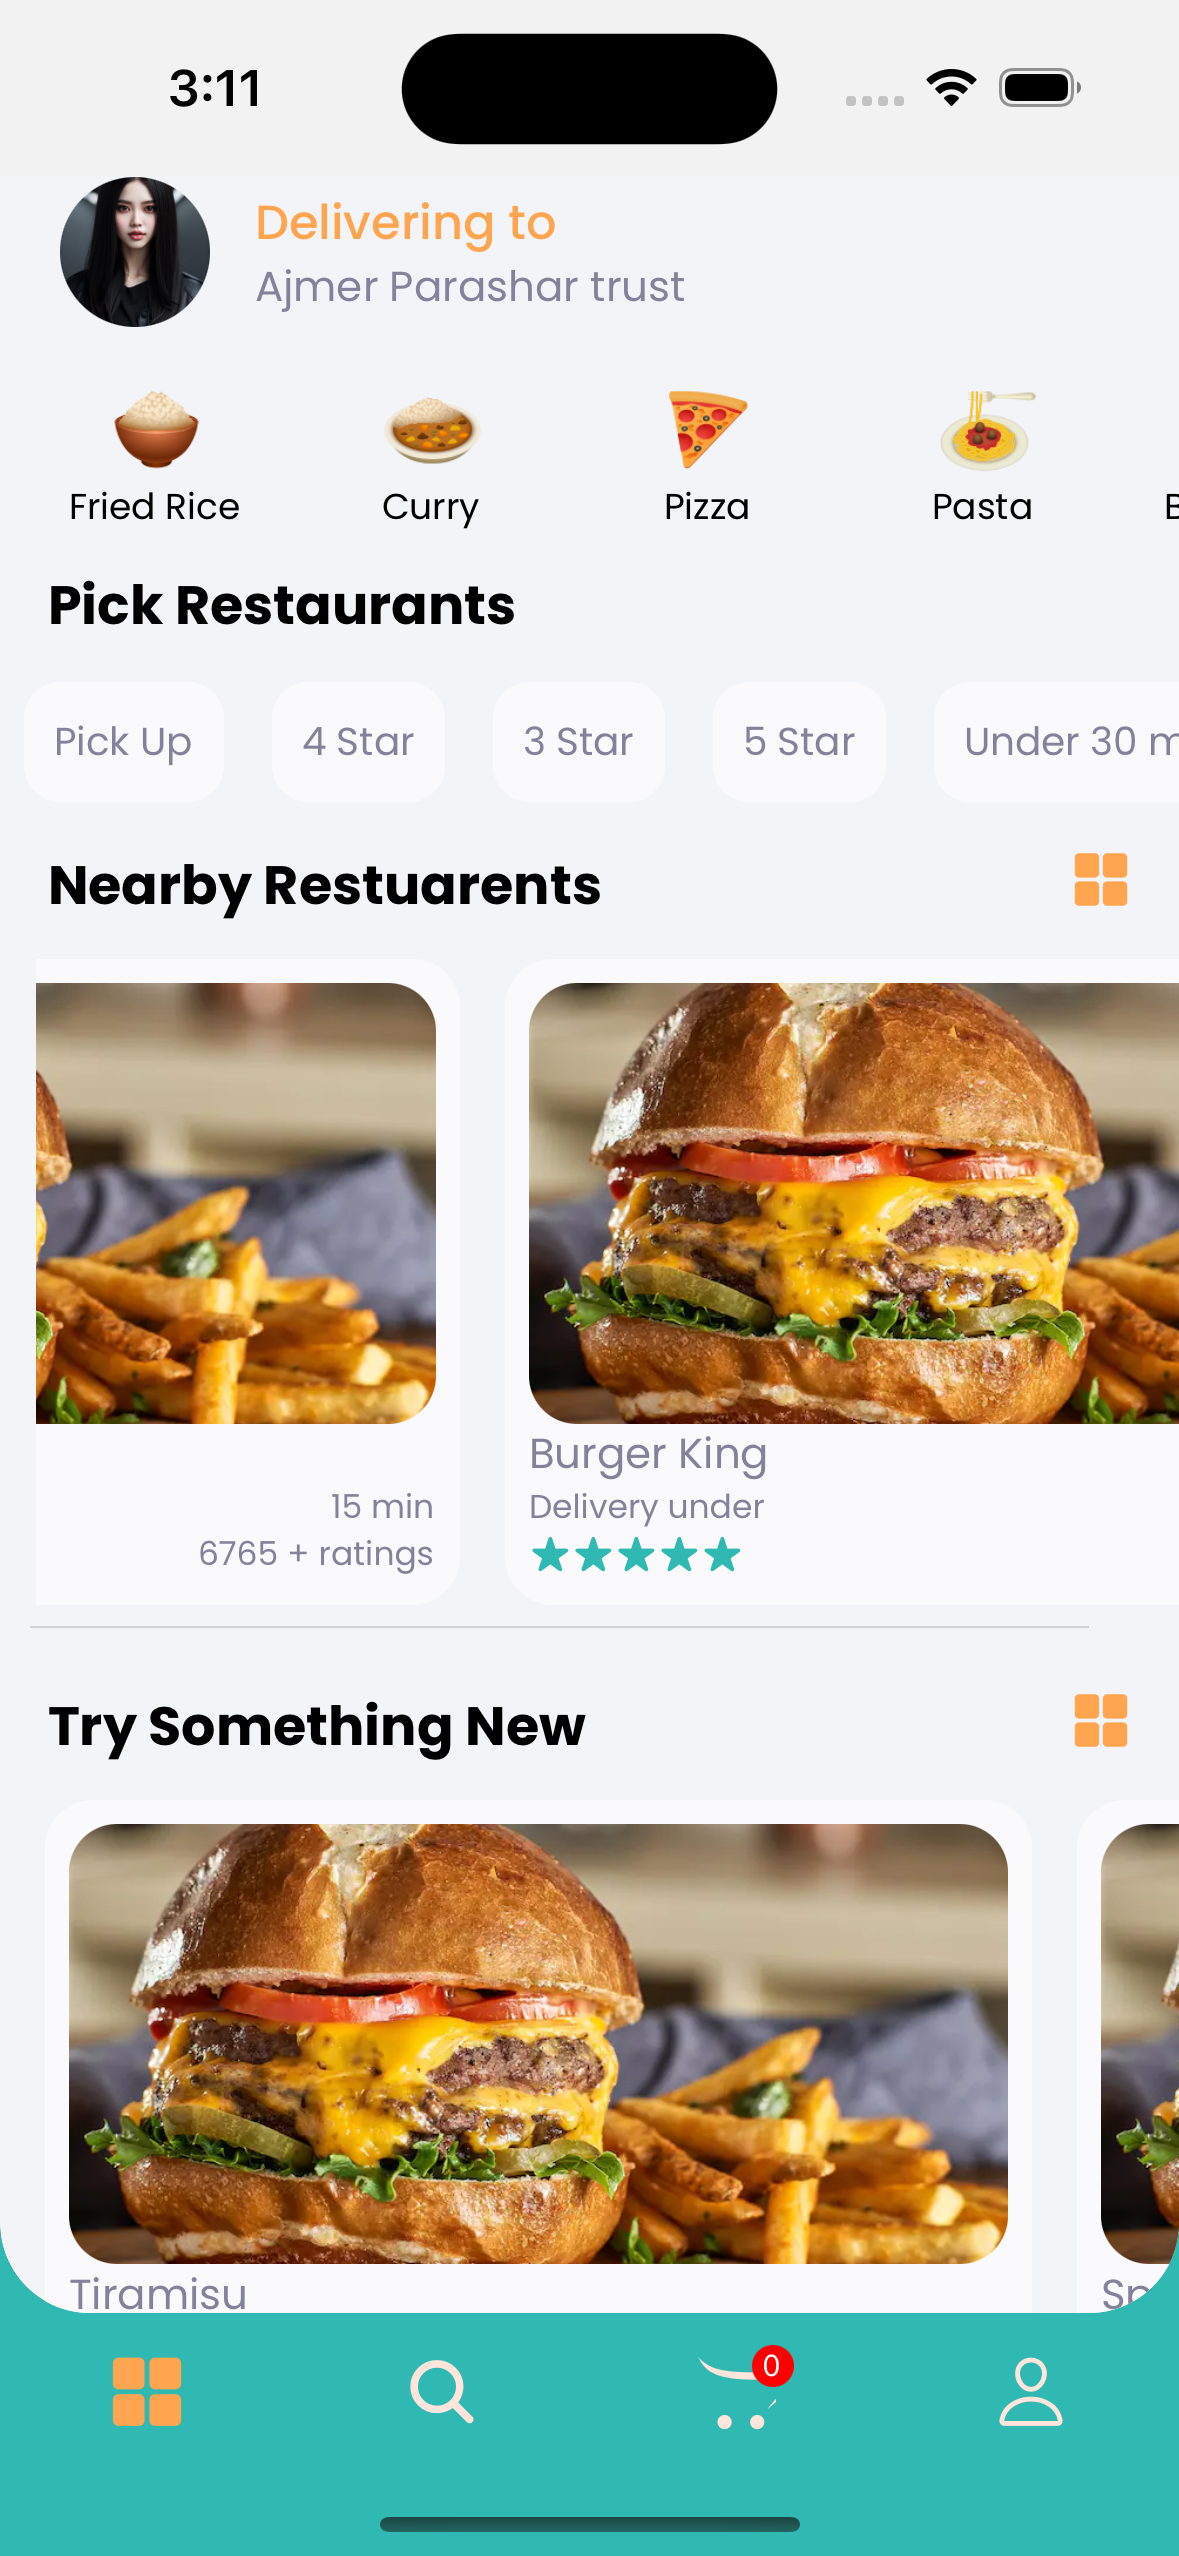 3:11
Delivering to
Ajmer Parashar trust
Fried Rice
Curry
Pizza
Pasta
Pick Restaurants
Pick Up
4 Star
3 Star
5 Star
Under 30 m
Nearby Restuarents
15 min
6765 + ratings
Burger King
Delivery under
Try Something New
Tiramisu
0